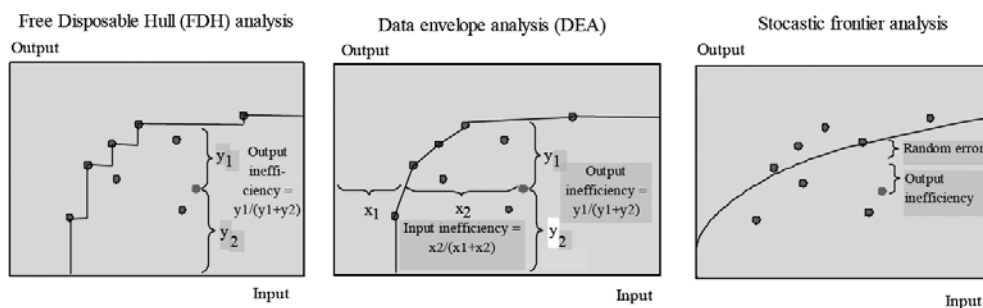 Free Disposable Hull (FDH) analysis
Output
y1
Output
ineffi-
ciency =
y1/(y1+y2)
y2
Input
Data envelope analysis (DEA)
Output
y1
Output
inefficiency =
y1/(y1+y2)
x1
x2
Input inefficiency =
x2/(x1+x2)
y2
Input
Stocastic frontier analysis
Output
Random error
Output
inefficiency
Input